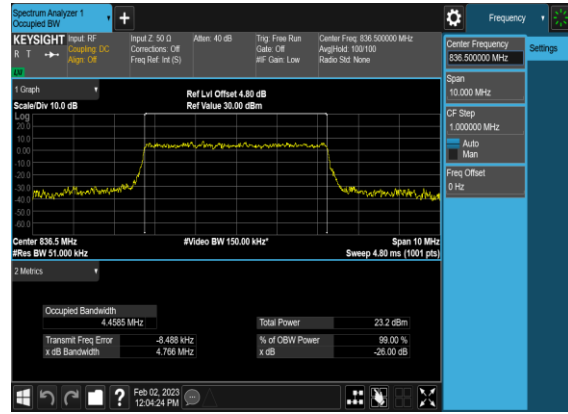 Spectrum Analyzer 1
Occupied BW
Frequency
KEYSIGHT
R T
LW
Input: RF
Coupling: DC
Align: Off
Input Z: 50 Ω
Corrections: Off
Freq Ref: Int (S)
Atten: 40 dB
Trig: Free Run
Gate: Off
#IF Gain: Low
Center Freq: 836.500000 MHz
Avg|Hold: 100/100
Radio Std: None
Center Frequency
836.500000 MHz
Settings
Span
10.000 MHz
CF Step
1.000000 MHz
Auto
Man
Freq Offset
0 Hz
1 Graph
Scale/Div 10.0 dB
Ref Lvl Offset 4.80 dB
Ref Value 30.00 dBm
Log
20.0
10.0
0.00
-10.0
-20.0
-30.0
-40.0
-50.0
-60.0
Center 836.5 MHz
#Res BW 51.000 kHz
#Video BW 150.00 kHz*
Span 10 MHz
Sweep 4.80 ms (1001 pts)
2 Metrics
Occupied Bandwidth
4.4585 MHz
Total Power 23.2 dBm
Transmit Freq Error -8.488 kHz
% of OBW Power 99.00 %
x dB Bandwidth 4.766 MHz
x dB -26.00 dB
Feb 02, 2023
12:04:24 PM